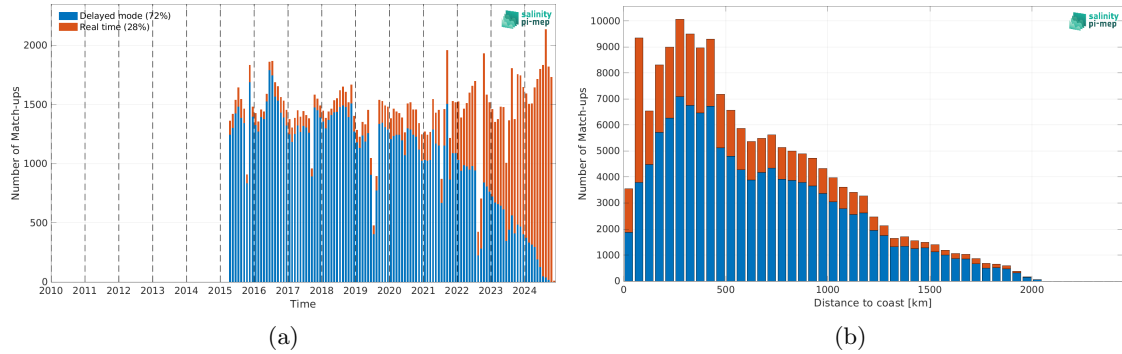 Delayed mode (72%)
Real time (28%)
salinity
pi-mep
Number of Match-ups
2000
1500
1000
500
0
2010 2011 2012 2013 2014 2015 2016 2017 2018 2019 2020 2021 2022 2023 2024
Time
(a)
salinity
pi-mep
Number of Match-ups
10000
9000
8000
7000
6000
5000
4000
3000
2000
1000
0
0 500 1000 1500 2000
Distance to coast [km]
(b)